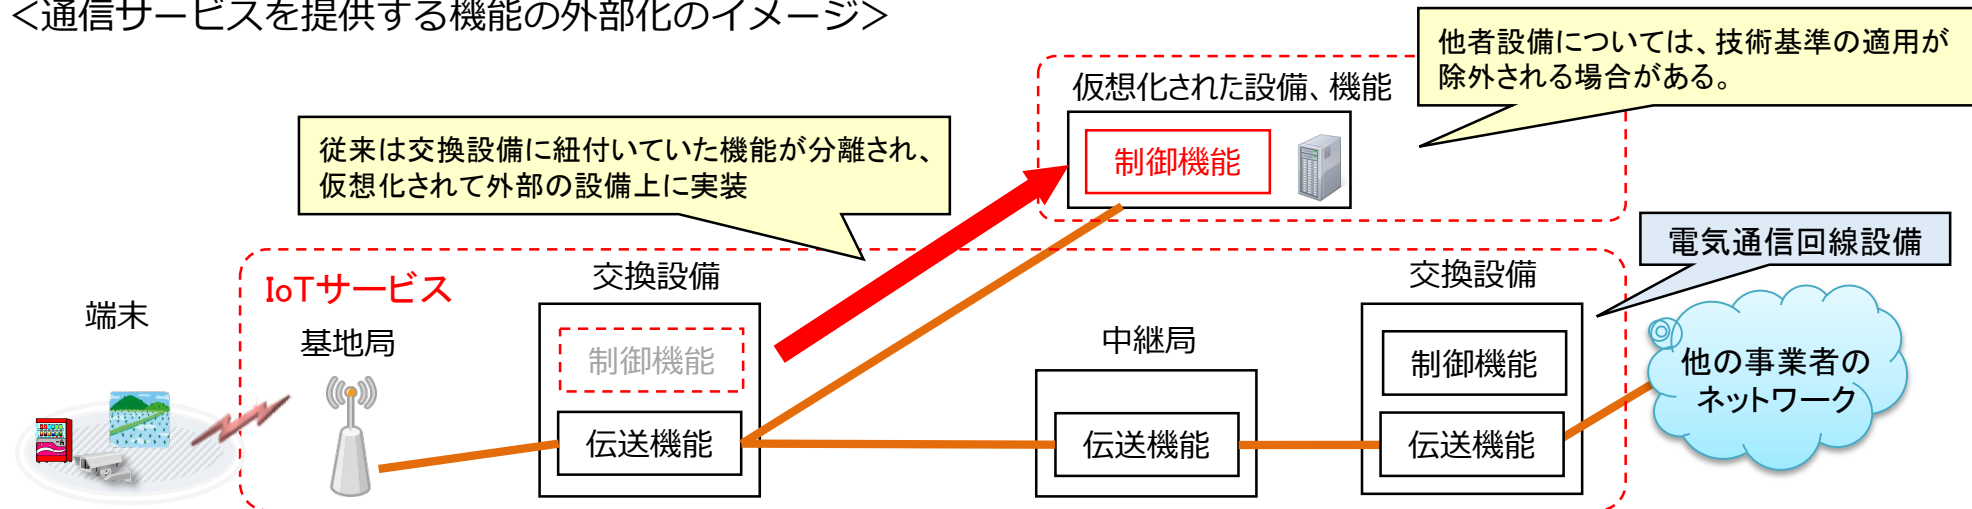 ＜通信サービスを提供する機能の外部化のイメージ＞
他者設備については、技術基準の適用が
除外される場合がある。
仮想化された設備、機能
制御機能
従来は交換設備に紐付いていた機能が分離され、
仮想化されて外部の設備上に実装
電気通信回線設備
IoTサービス
交換設備
交換設備
端末
基地局
中継局
制御機能
制御機能
他の事業者の
ネットワーク
伝送機能
伝送機能
伝送機能